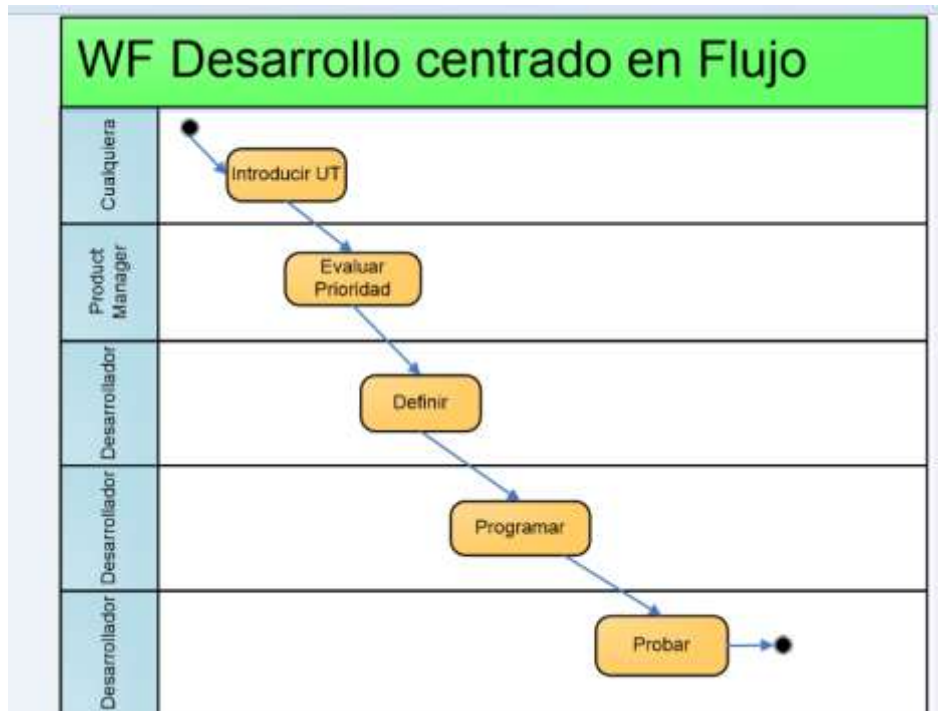 WF Desarrollo centrado en Flujo
Cualquiera
Introducir UT
Product
Manager
Evaluar
Prioridad
Desarrollador
Definir
Desarrollador
Programar
Desarrollador
Probar